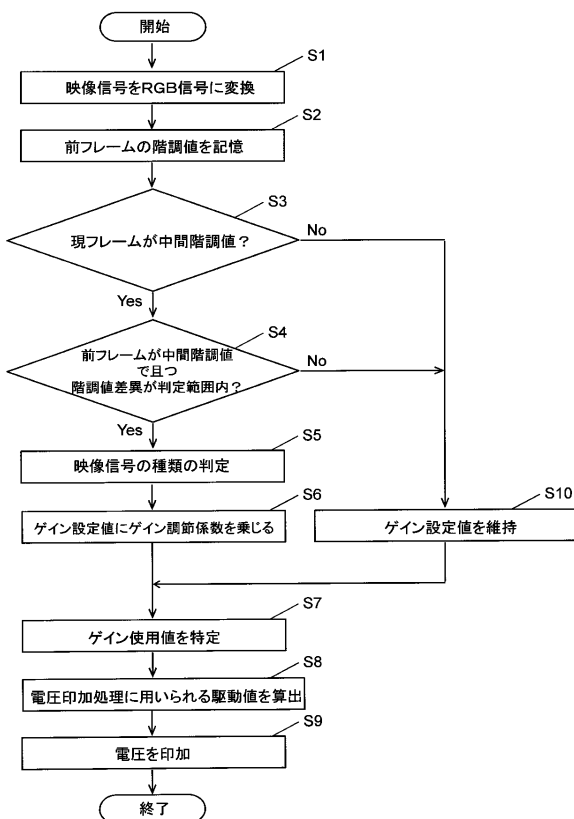 開始
S1
映像信号をRGB信号に変換
S2
前フレームの階調値を記憶
S3
現フレームが中間階調値？
No
Yes
S4
前フレームが中間階調値
で且つ
階調値差異が判定範囲内？
No
Yes
S5
映像信号の種類の判定
S6
ゲイン設定値にゲイン調節係数を乗じる
S10
ゲイン設定値を維持
S7
ゲイン使用値を特定
S8
電圧印加処理に用いられる駆動値を算出
S9
電圧を印加
終了